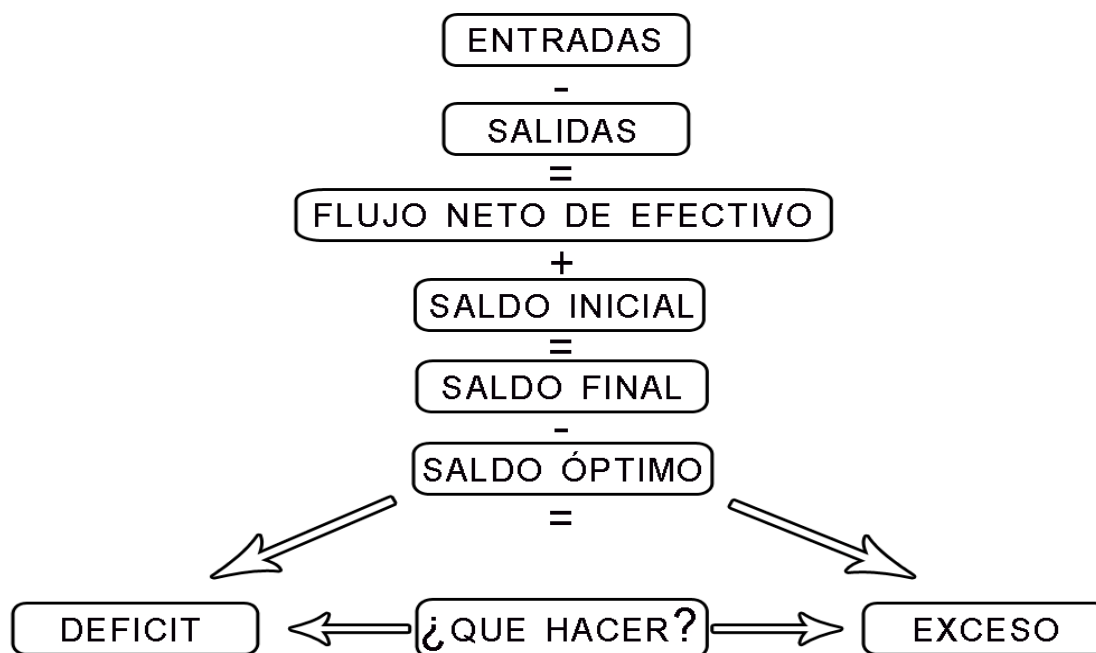 ENTRADAS
-
SALIDAS
=
FLUJO NETO DE EFECTIVO
+
SALDO INICIAL
=
SALDO FINAL
-
SALDO ÓPTIMO
=
DEFICIT
¿QUE HACER?
EXCESO